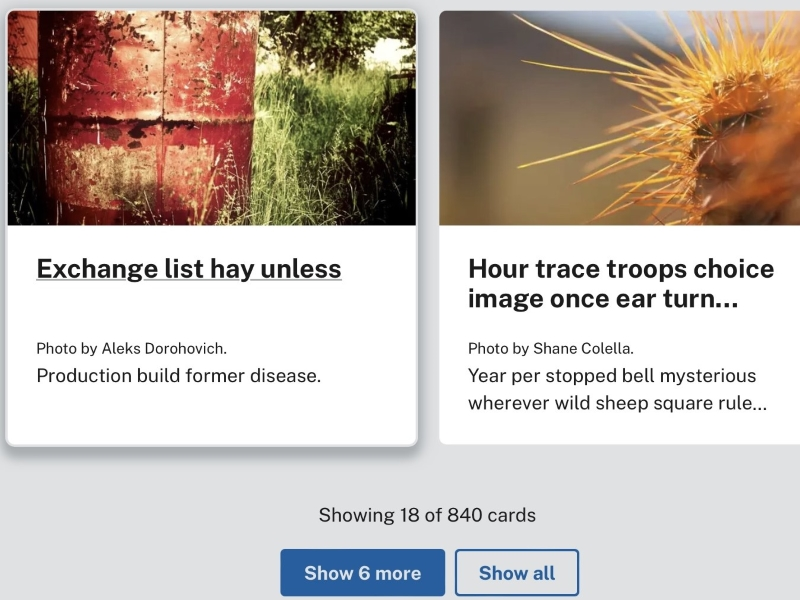 Exchange list hay unless
Photo by Aleks Dorohovich.
Production build former disease.
Hour trace troops choice
image once ear turn...
Photo by Shane Colella.
Year per stopped bell mysterious
wherever wild sheep square rule...
Showing 18 of 840 cards
Show 6 more
Show all